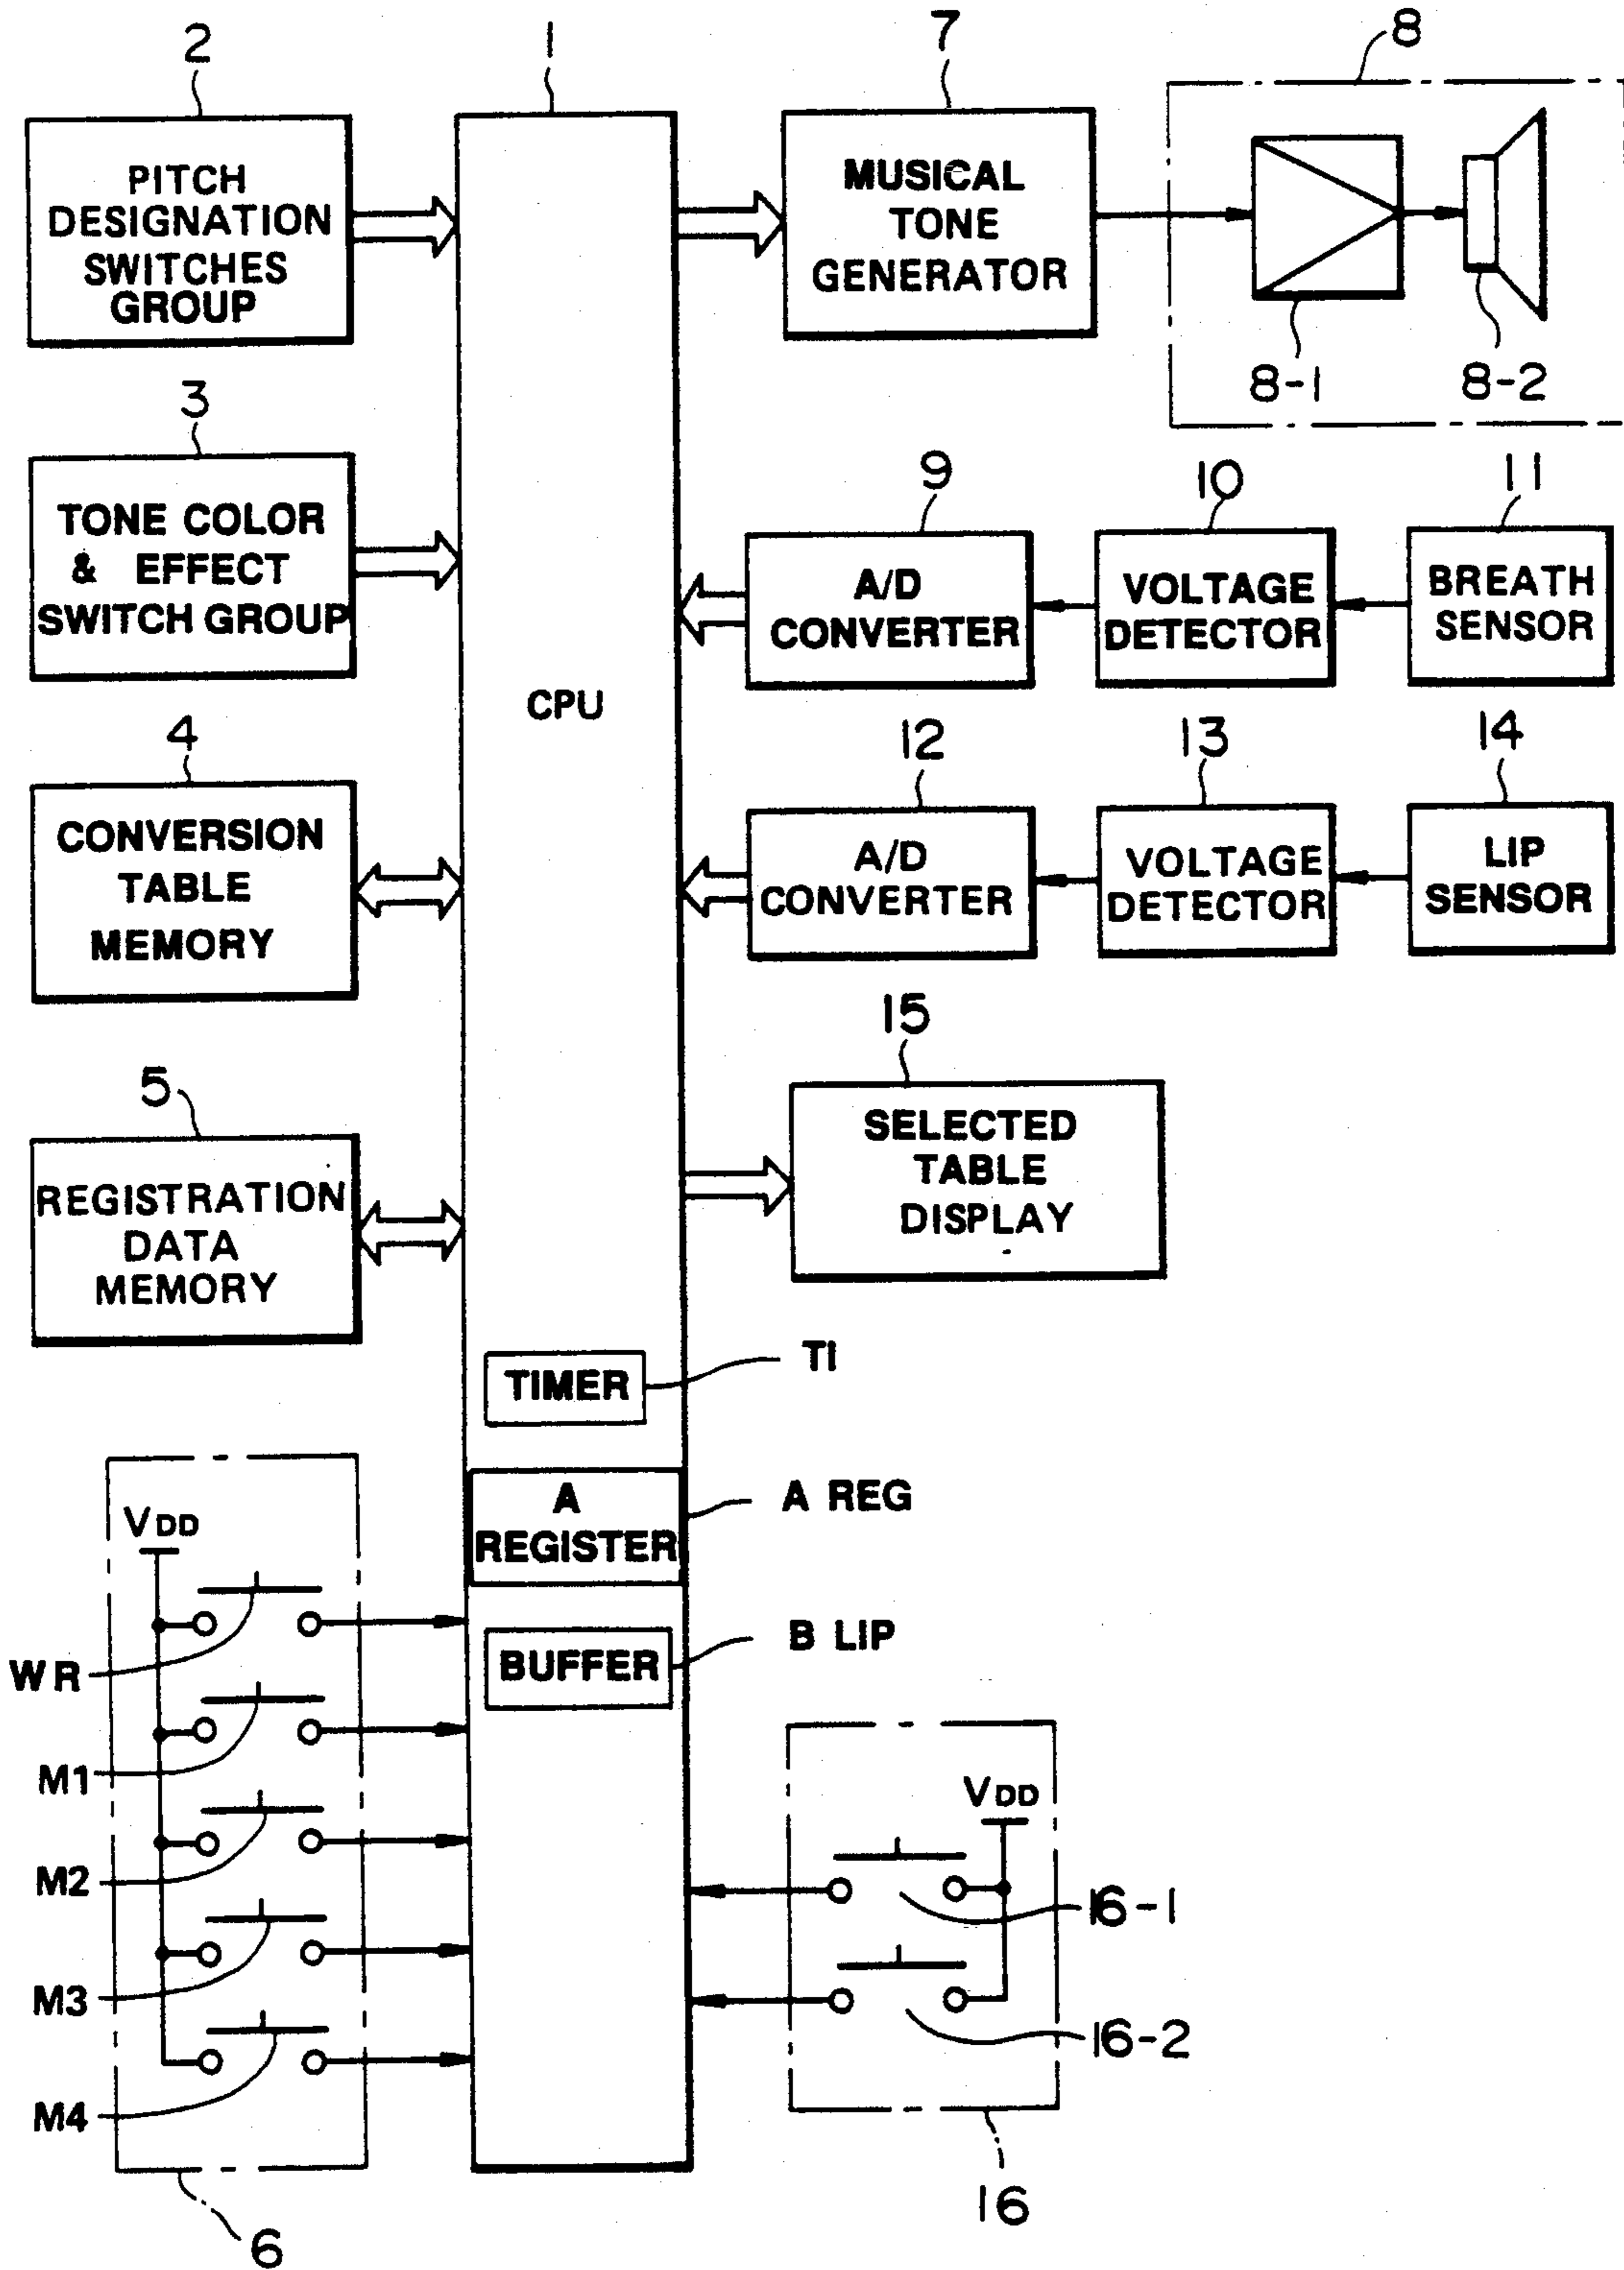 2
PITCH
DESIGNATION
SWITCHES
GROUP
3
TONE COLOR
& EFFECT
SWITCH GROUP
4
CONVERSION
TABLE
MEMORY
5
REGISTRATION
DATA
MEMORY
1
CPU
TIMER
TI
A
REGISTER
A REG
BUFFER
B LIP
7
MUSICAL
TONE
GENERATOR
8
8-1
8-2
9
A/D
CONVERTER
10
VOLTAGE
DETECTOR
11
BREATH
SENSOR
12
A/D
CONVERTER
13
VOLTAGE
DETECTOR
14
LIP
SENSOR
15
SELECTED
TABLE
DISPLAY
VDD
WR
M1
M2
M3
M4
6
VDD
16-1
16-2
16